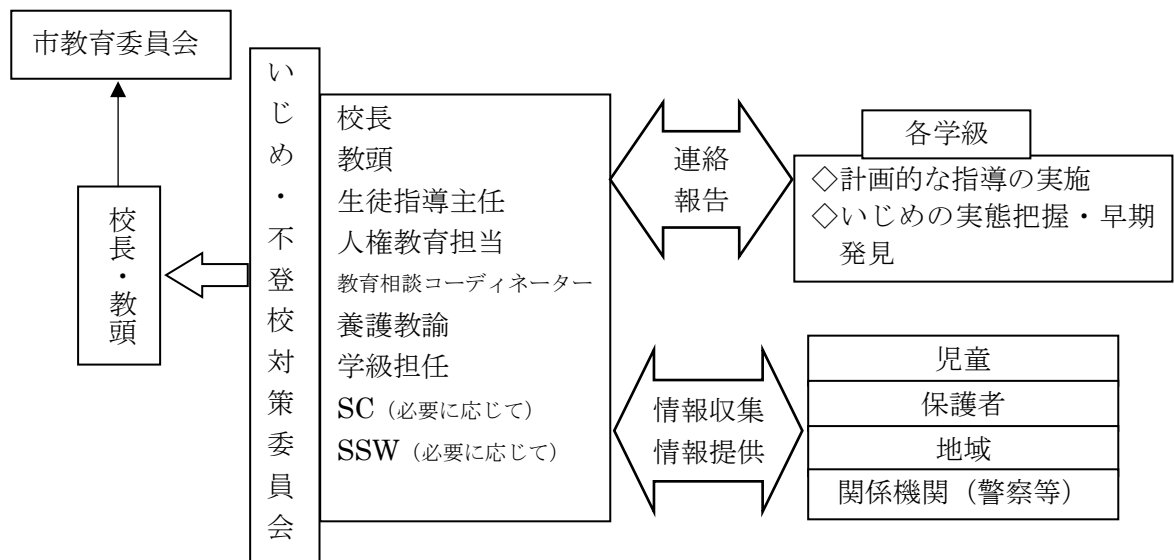 市教育委員会
校長・教頭
いじめ・不登校対策委員会
校長
教頭
生徒指導主任
人権教育担当
教育相談コーディネーター
養護教諭
学級担任
SC（必要に応じて）
SSW（必要に応じて）
連絡
報告
各学級
◇計画的な指導の実施
◇いじめの実態把握・早期
発見
情報収集
情報提供
児童
保護者
地域
関係機関（警察等）